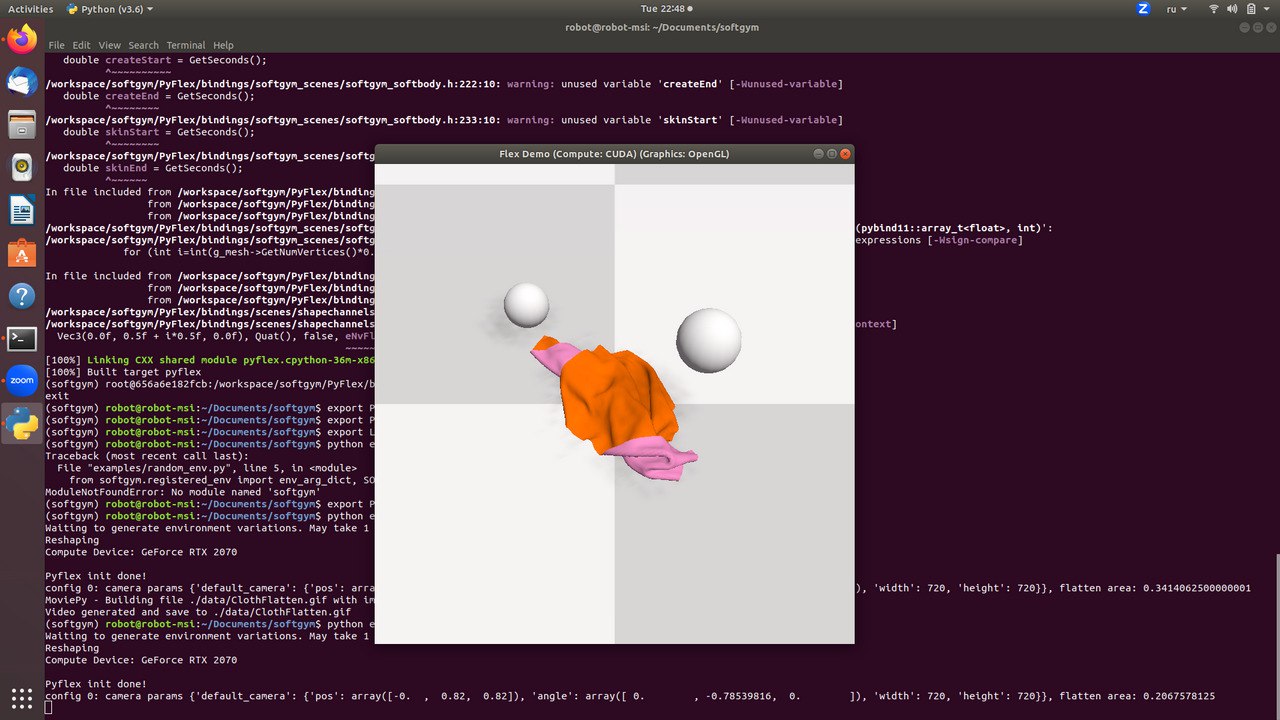 Activities Python (v3.6) Tue 22:48 Z ru
robot@robot-msi: ~/Documents/softgym
File Edit View Search Terminal Help
double createStart = GetSeconds();
^~~~~~~~~~~
/workspace/softgym/PyFlex/bindings/softgym_scenes/softgym_softbody.h:222:10: warning: unused variable 'createEnd' [-Wunused-variable]
double createEnd = GetSeconds();
^~~~~~~~~
/workspace/softgym/PyFlex/bindings/softgym_scenes/softgym_softbody.h:233:10: warning: unused variable 'skinStart' [-Wunused-variable]
double skinStart = GetSeconds();
^~~~~~~~~
/workspace/softgym/PyFlex/bindings/softgym_scenes/softg
Flex Demo (Compute: CUDA) (Graphics: OpenGL)
double skinEnd = GetSeconds();
^~~~~~~
In file included from /workspace/softgym/PyFlex/binding
from /workspace/softgym/PyFlex/binding
from /workspace/softgym/PyFlex/binding
/workspace/softgym/PyFlex/bindings/softgym_scenes/softg (pybind11::array_t<float>, int)':
/workspace/softgym/PyFlex/bindings/softgym_scenes/softg expressions [-Wsign-compare]
for (int i=int(g_mesh->GetNumVertices()*0.
In file included from /workspace/softgym/PyFlex/binding
from /workspace/softgym/PyFlex/binding
from /workspace/softgym/PyFlex/binding
/workspace/softgym/PyFlex/bindings/scenes/shapechannels
/workspace/softgym/PyFlex/bindings/scenes/shapechannels ontext]
Vec3(0.0f, 0.5f + i*0.5f, 0.0f), Quat(), false, eNvFl
~~~~~
[100%] Linking CXX shared module pyflex.cpython-36m-x86
[100%] Built target pyflex
zoom
(softgym) root@656a6e182fcb:/workspace/softgym/PyFlex/b
exit
(softgym) robot@robot-msi:~/Documents/softgym$ export P
(softgym) robot@robot-msi:~/Documents/softgym$ export P
(softgym) robot@robot-msi:~/Documents/softgym$ export L
(softgym) robot@robot-msi:~/Documents/softgym$ python e
Traceback (most recent call last):
File "examples/random_env.py", line 5, in <module>
from softgym.registered_env import env_arg_dict, SO
ModuleNotFoundError: No module named 'softgym'
(softgym) robot@robot-msi:~/Documents/softgym$ export P
(softgym) robot@robot-msi:~/Documents/softgym$ python e
Waiting to generate environment variations. May take 1
Reshaping
Compute Device: GeForce RTX 2070
Pyflex init done!
config 0: camera params {'default_camera': {'pos': arra ), 'width': 720, 'height': 720}}, flatten area: 0.3414062500000001
MoviePy - Building file ./data/ClothFlatten.gif with im
Video generated and save to ./data/ClothFlatten.gif
(softgym) robot@robot-msi:~/Documents/softgym$ python e
Waiting to generate environment variations. May take 1
Reshaping
Compute Device: GeForce RTX 2070
Pyflex init done!
config 0: camera params {'default_camera': {'pos': array([-0. , 0.82, 0.82]), 'angle': array([ 0. , -0.78539816, 0. ]), 'width': 720, 'height': 720}}, flatten area: 0.2067578125